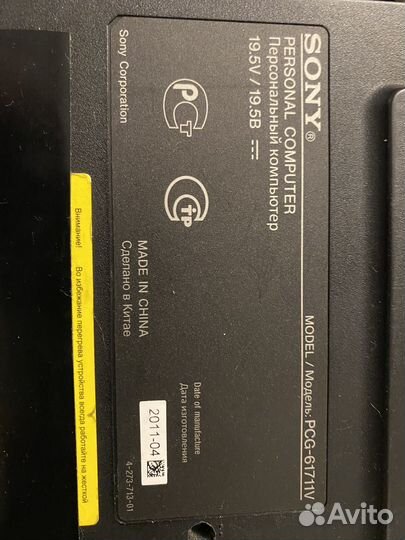 SONY®
PERSONAL COMPUTER
Персональный компьютер
19.5V / 19.5В
MODEL / Модель: PCG-61711V
Sony Corporation
РСТ
MADE IN CHINA
Сделано в Китае
Date of manufacture
Дата изготовления
2011-04
4-273-713-01
Внимание!
Во избежание перегрева устройства всегда работайте на жесткой
Avito